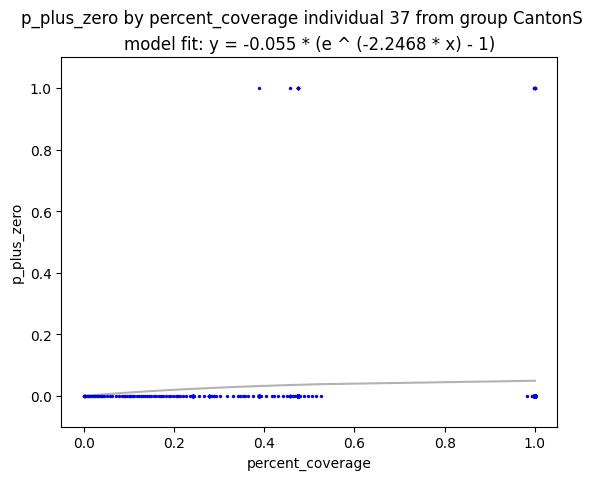 p_plus_zero by percent_coverage individual 37 from group CantonS
model fit: y = -0.055 * (e ^ (-2.2468 * x) - 1)
1.0
0.8
0.6
0.4
0.2
0.0
p_plus_zero
0.0 0.2 0.4 0.6 0.8 1.0
percent_coverage